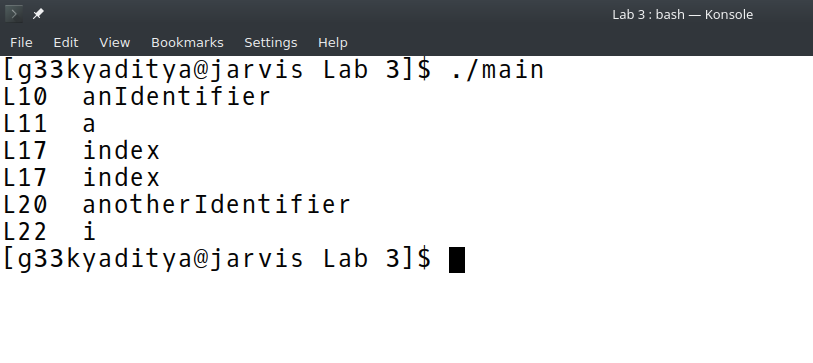 Lab 3 : bash — Konsole
File Edit View Bookmarks Settings Help
[g33kyaditya@jarvis Lab 3]$ ./main
L10  anIdentifier
L11  a
L17  index
L17  index
L20  anotherIdentifier
L22  i
[g33kyaditya@jarvis Lab 3]$